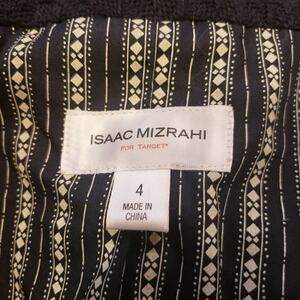 ISAAC MIZRAHI
FOR TARGET*
4
MADE IN
CHINA